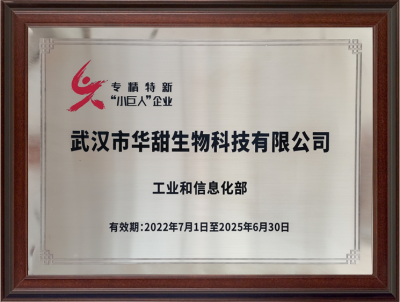 专精特新
“小巨人”企业
武汉市华甜生物科技有限公司
工业和信息化部
有效期:2022年7月1日至2025年6月30日